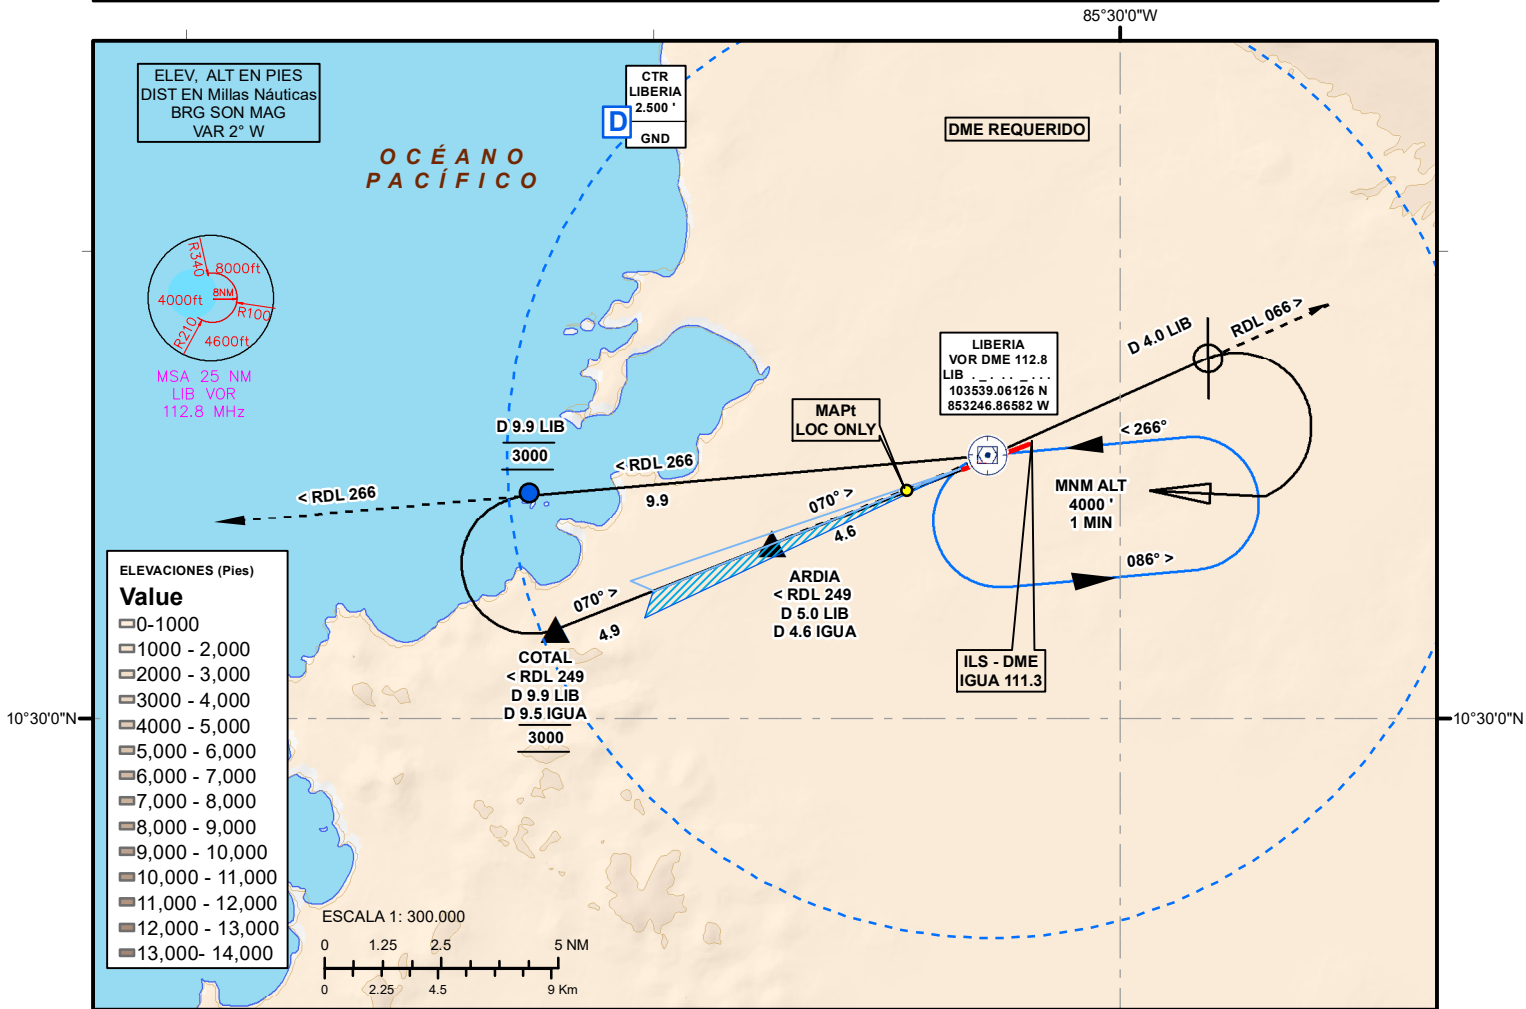 85°30'0"W
ELEV, ALT EN PIES
DIST EN Millas Náuticas
BRG SON MAG
VAR 2° W
CTR
LIBERIA
2.500 '
GND
D
DME REQUERIDO
OCÉANO
PACÍFICO
R340
8000ft
4000ft
8NM
R100
R210
4600ft
MSA 25 NM
LIB VOR
112.8 MHz
D 4.0 LIB
RDL 066 >
LIBERIA
VOR DME 112.8
LIB . _ . . . _ . . .
103539.06126 N
853246.86582 W
MAPt
LOC ONLY
D 9.9 LIB
3000
< RDL 266
9.9
< RDL 266
< 266°
MNM ALT
4000 '
1 MIN
086° >
070° >
4.6
ARDIA
< RDL 249
D 5.0 LIB
D 4.6 IGUA
070° >
4.9
COTAL
< RDL 249
D 9.9 LIB
D 9.5 IGUA
3000
ILS - DME
IGUA 111.3
10°30'0"N
10°30'0"N
ELEVACIONES (Pies)
Value
0-1000
1000 - 2,000
2000 - 3,000
3000 - 4,000
4000 - 5,000
5,000 - 6,000
6,000 - 7,000
7,000 - 8,000
8,000 - 9,000
9,000 - 10,000
10,000 - 11,000
11,000 - 12,000
12,000 - 13,000
13,000- 14,000
ESCALA 1: 300.000
0 1.25 2.5 5 NM
0 2.25 4.5 9 Km